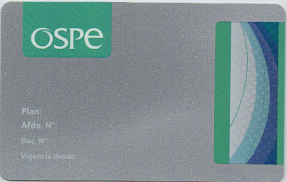 OSPe
Plan:
Afdo. N°:
Doc. N°:
Vigencia desde: